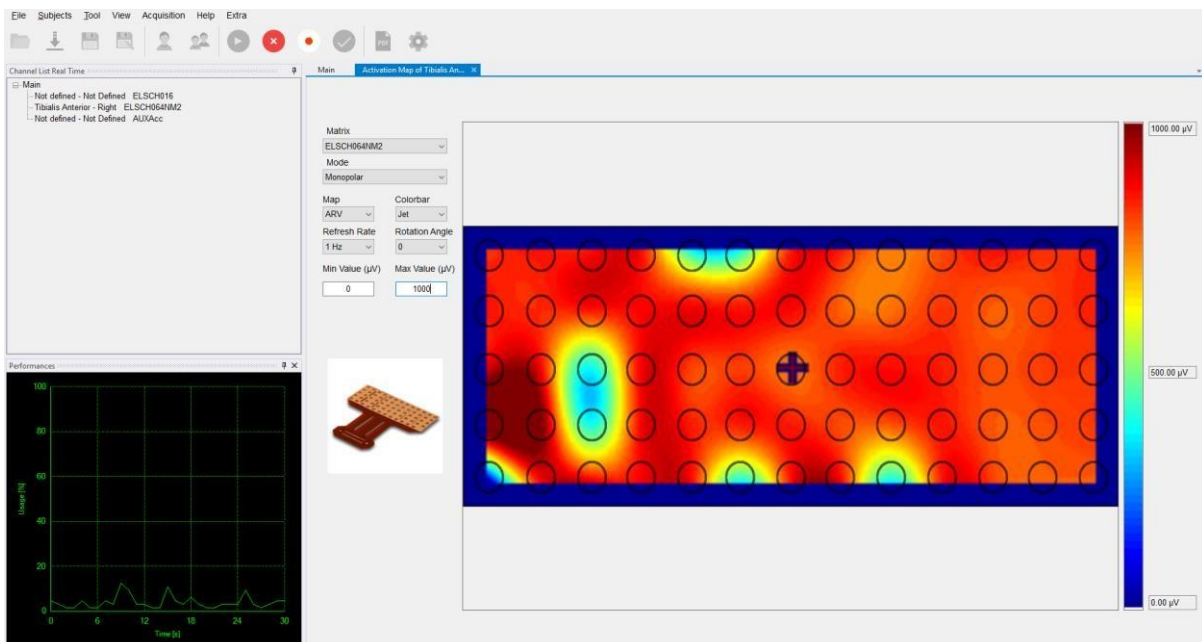 File Subjects Tool View Acquisition Help Extra
PDF
Channel List Real Time
Main
Not defined - Not Defined ELSCH016
Tibialis Anterior - Right ELSCH064NM2
Not defined - Not Defined AUXAcc
Performances
100
80
60
40
20
0
Usage [%]
0 6 12 18 24 30
Time [s]
Main Activation Map of Tibialis An...
Matrix
ELSCH064NM2
Mode
Monopolar
Map Colorbar
ARV Jet
Refresh Rate Rotation Angle
1 Hz 0
Min Value (µV) Max Value (µV)
0 1000
1000.00 µV
500.00 µV
0.00 µV